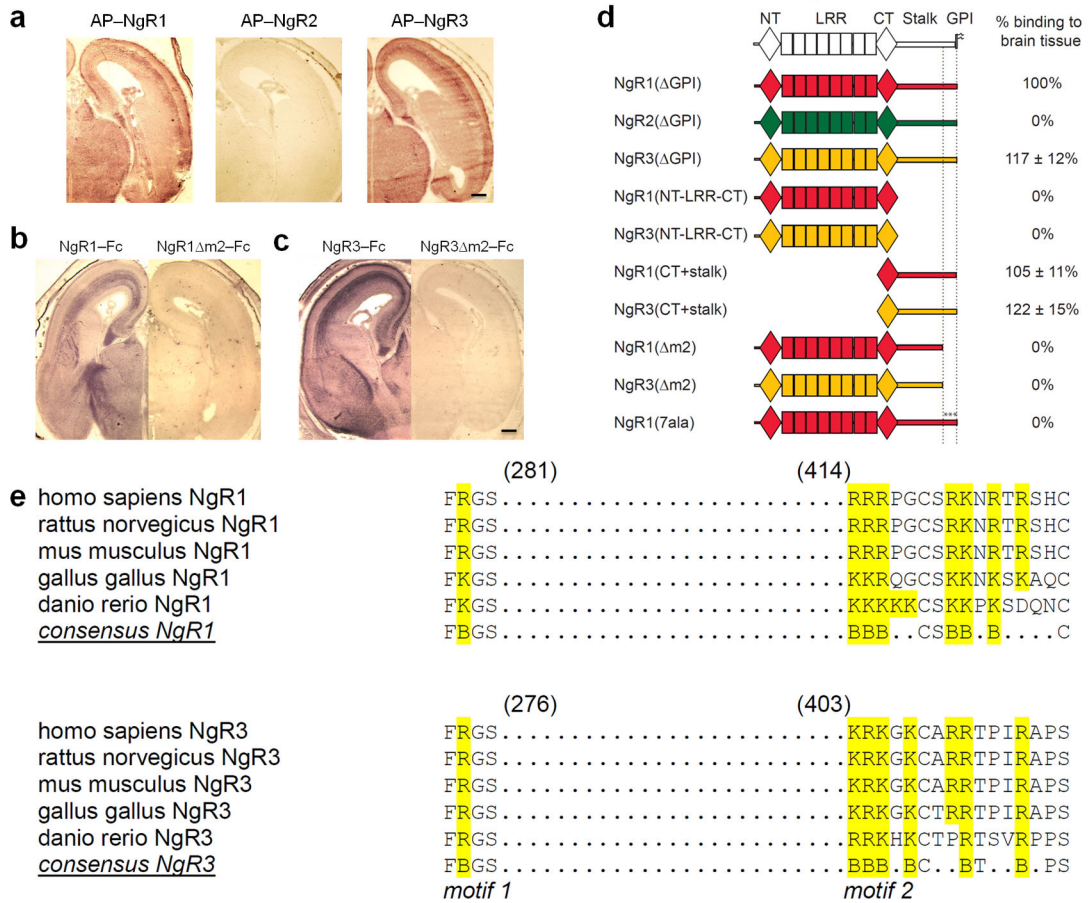 a
AP–NgR1 AP–NgR2 AP–NgR3
b
NgR1–Fc NgR1Δm2–Fc
c
NgR3–Fc NgR3Δm2–Fc
d
NT LRR CT Stalk GPI % binding to
brain tissue
NgR1(ΔGPI) 100%
NgR2(ΔGPI) 0%
NgR3(ΔGPI) 117 ± 12%
NgR1(NT-LRR-CT) 0%
NgR3(NT-LRR-CT) 0%
NgR1(CT+stalk) 105 ± 11%
NgR3(CT+stalk) 122 ± 15%
NgR1(Δm2) 0%
NgR3(Δm2) 0%
NgR1(7ala) *** 0%
e
(281) (414)
homo sapiens NgR1 FRGS.........................RRRPGCSRKNRTRSHC
rattus norvegicus NgR1 FRGS.........................RRRPGCSRKNRTRSHC
mus musculus NgR1 FRGS.........................RRRPGCSRKNRTRSHC
gallus gallus NgR1 FKGS.........................KKRQGCSKKNKSKAQC
danio rerio NgR1 FKGS.........................KKKKKCSKKPKSDQNC
consensus NgR1 FBGS.........................BBB..CSBB.B....C
(276) (403)
homo sapiens NgR3 FRGS.........................KRKGKCARRTPIRAPS
rattus norvegicus NgR3 FRGS.........................KRKGKCARRTPIRAPS
mus musculus NgR3 FRGS.........................KRKGKCARRTPIRAPS
gallus gallus NgR3 FRGS.........................KRKGKCTRRTPIRAPS
danio rerio NgR3 FRGS.........................RRKHKCTPRTSVRPPS
consensus NgR3 FBGS.........................BBB.BC..BT..B.PS
motif 1 motif 2